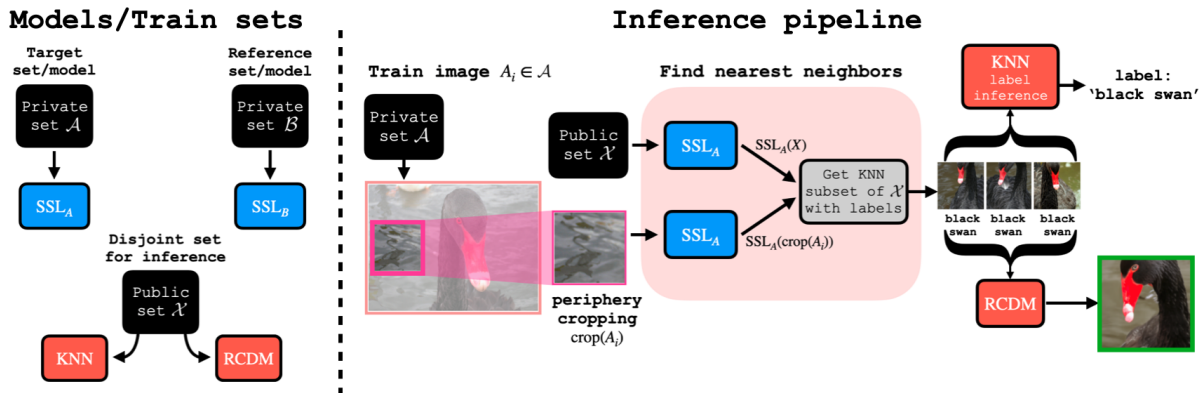 Models/Train sets
Target
set/model
Reference
set/model
Private
set 𝒜
Private
set ℬ
SSL_A
SSL_B
Disjoint set
for inference
Public
set 𝒳
KNN
RCDM
Inference pipeline
Train image A_i ∈ 𝒜
Private
set 𝒜
periphery
cropping
crop(A_i)
Find nearest neighbors
Public
set 𝒳
SSL_A
SSL_A(X)
SSL_A
SSL_A(crop(A_i))
Get KNN
subset of 𝒳
with labels
KNN
label
inference
label:
‘black swan’
black
swan
black
swan
black
swan
RCDM